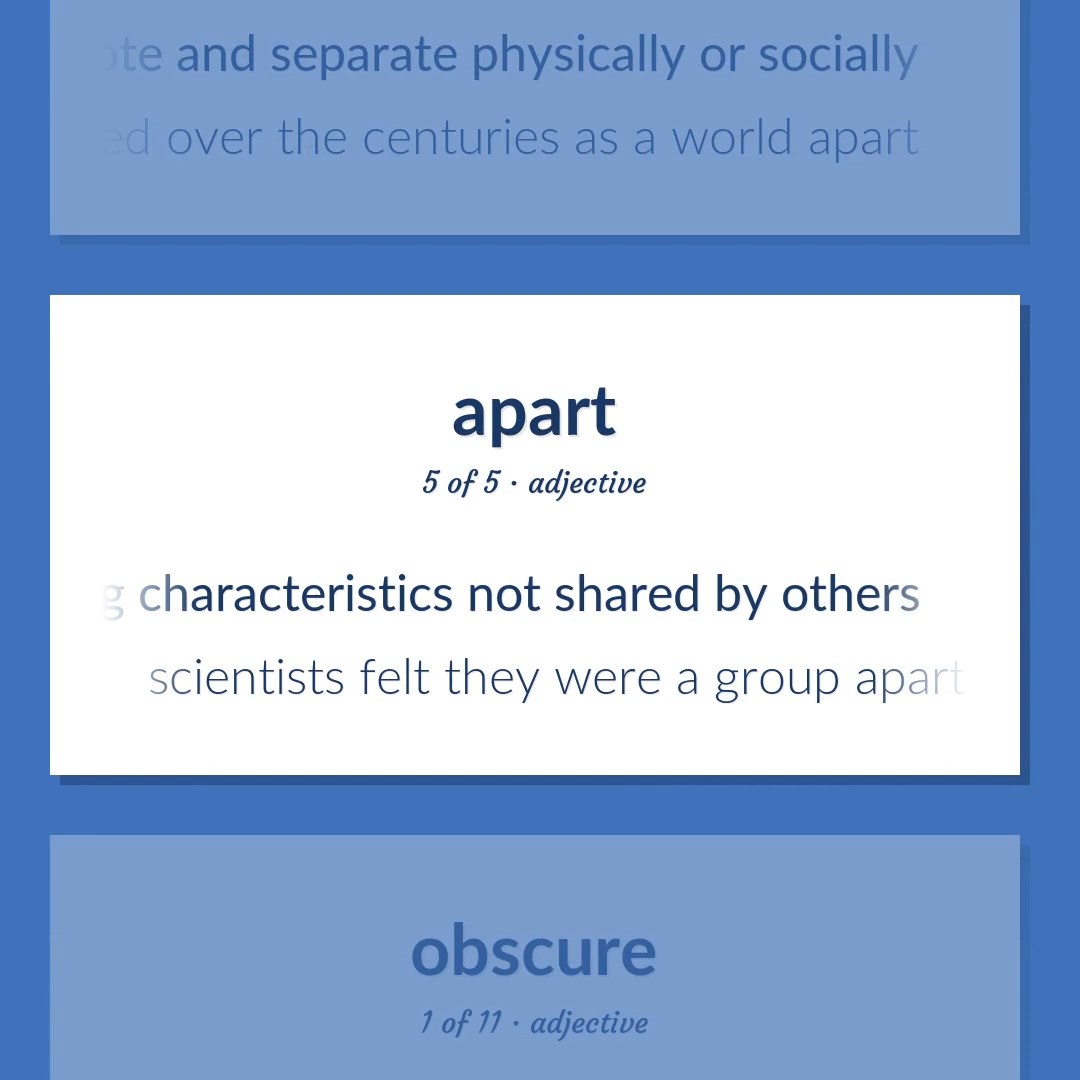 and separate physically or socially
over the centuries as a world apart
apart
5 of 5 · adjective
characteristics not shared by others
scientists felt they were a group apart
obscure
1 of 11 · adjective